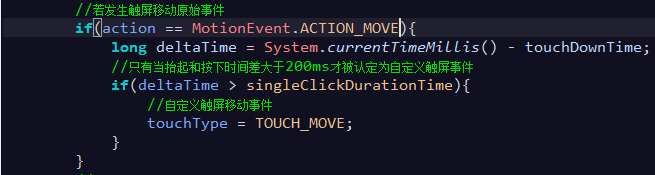 //若发生触屏移动原始事件
if(action == MotionEvent.ACTION_MOVE){
long deltaTime = System.currentTimeMillis() - touchDownTime;
//只有当抬起和按下时间差大于200ms才被认定为自定义触屏事件
if(deltaTime > singleClickDurationTime){
//自定义触屏移动事件
touchType = TOUCH_MOVE;
}
}